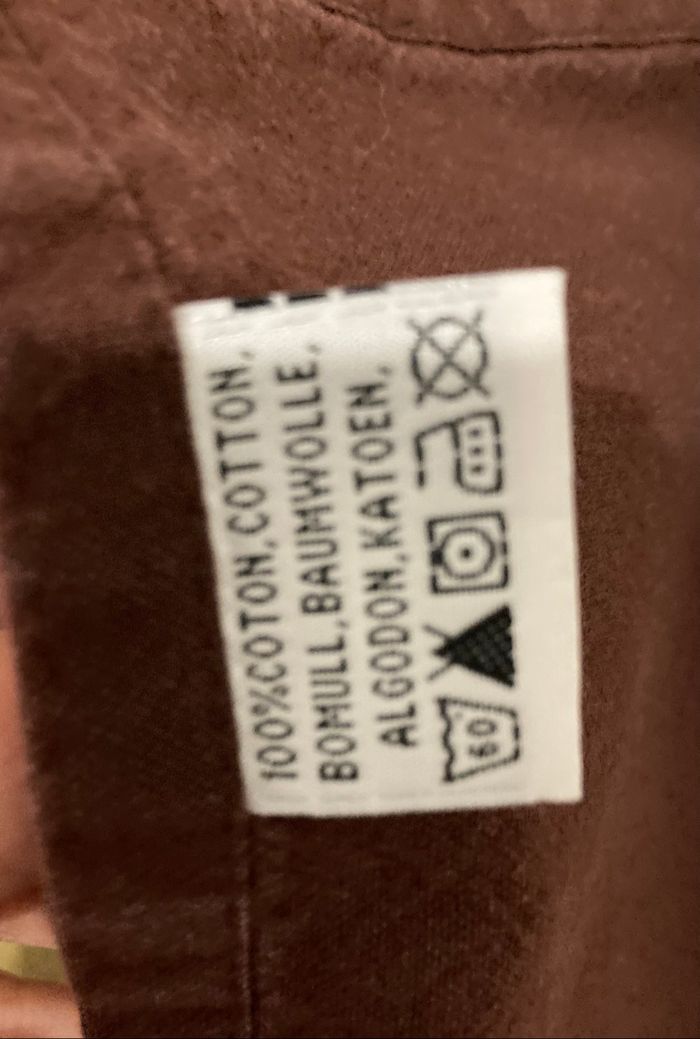 100%COTON,COTTON,
BOMULL,BAUMWOLLE,
ALGODON,KATOEN,
60